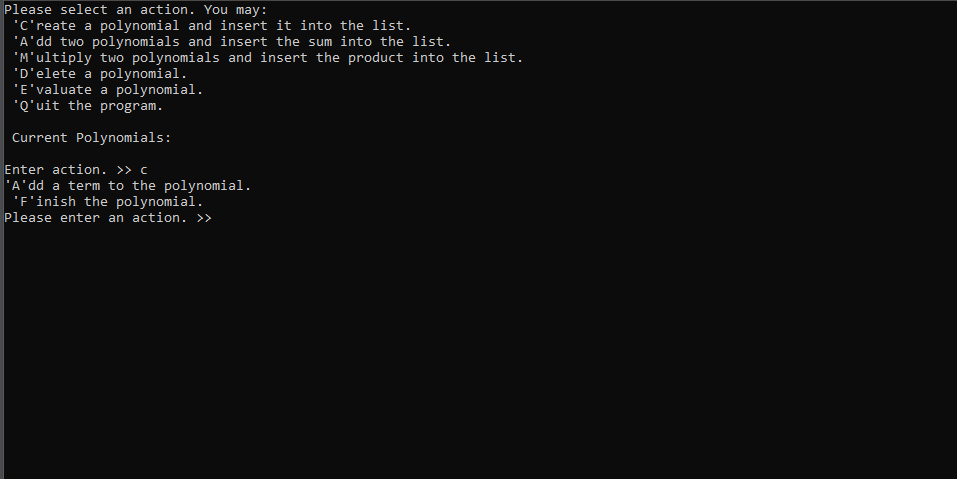 Please select an action. You may:
'C'reate a polynomial and insert it into the list.
'A'dd two polynomials and insert the sum into the list.
'M'ultiply two polynomials and insert the product into the list.
'D'elete a polynomial.
'E'valuate a polynomial.
'Q'uit the program.
Current Polynomials:
Enter action. >> c
'A'dd a term to the polynomial.
'F'inish the polynomial.
Please enter an action. >>